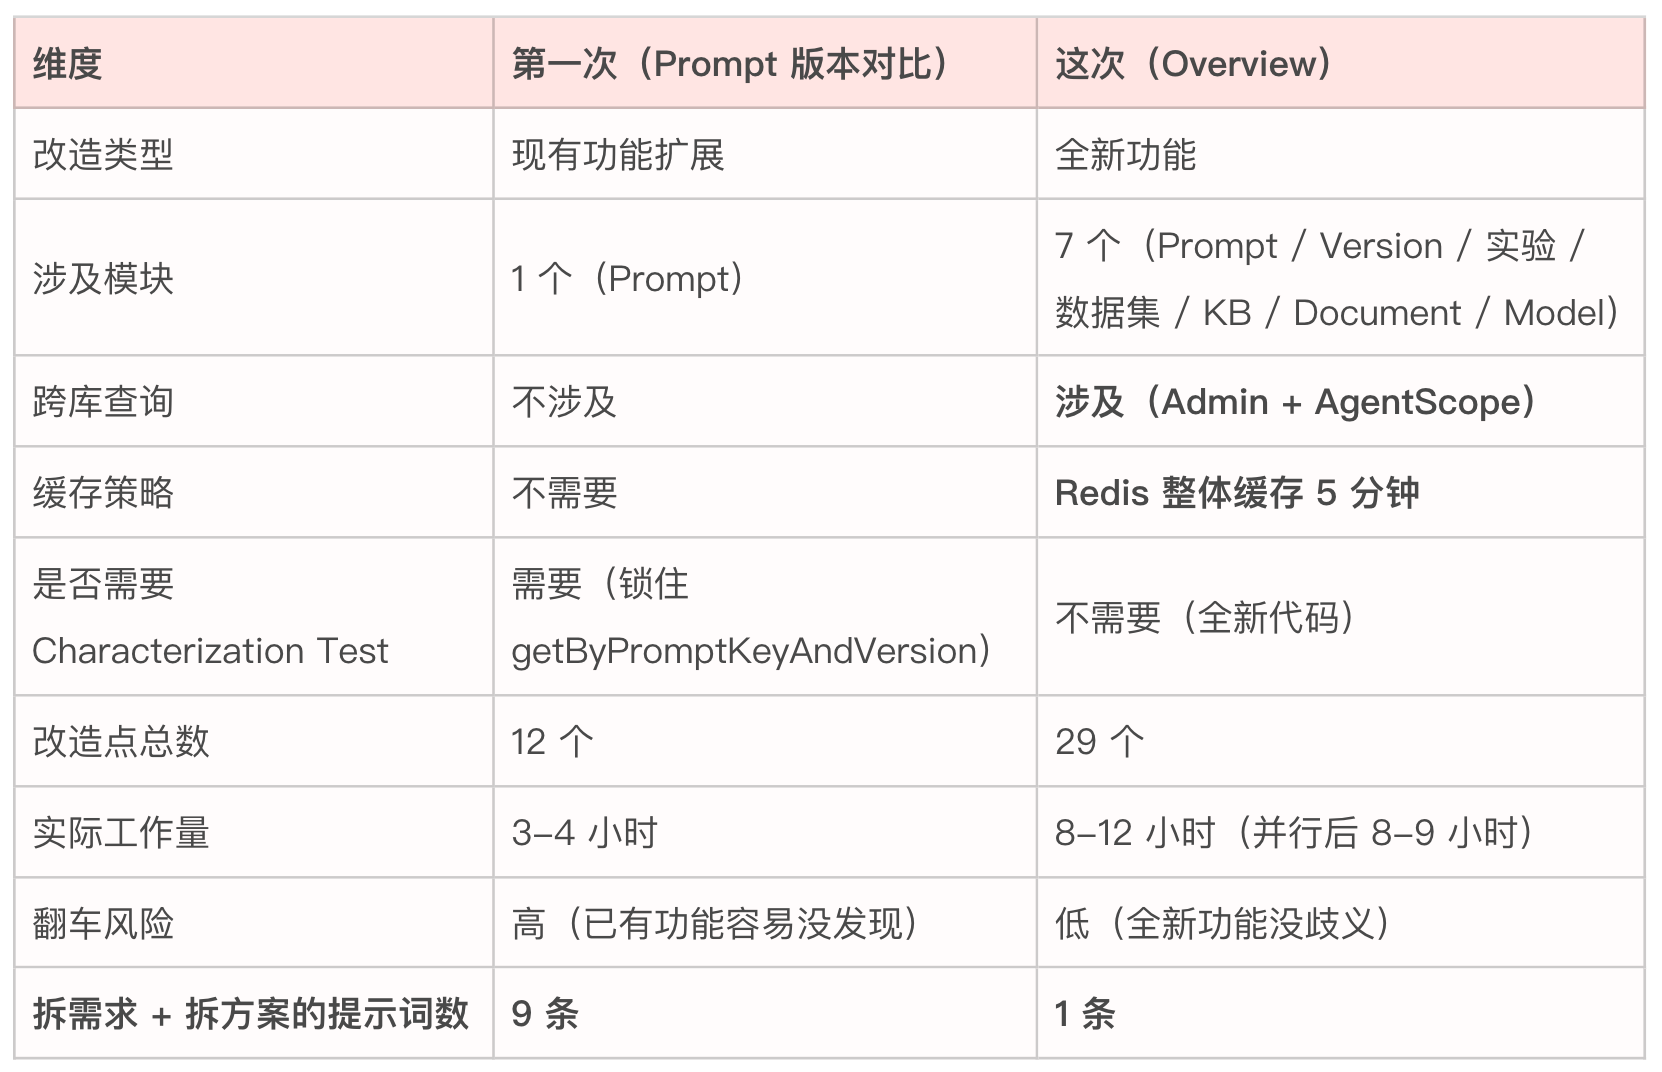 维度
第一次（Prompt 版本对比）
这次（Overview）
改造类型
现有功能扩展
全新功能
涉及模块
1 个（Prompt）
7 个（Prompt / Version / 实验 /
数据集 / KB / Document / Model）
跨库查询
不涉及
涉及（Admin + AgentScope）
缓存策略
不需要
Redis 整体缓存 5 分钟
是否需要
Characterization Test
需要（锁住
getByPromptKeyAndVersion）
不需要（全新代码）
改造点总数
12 个
29 个
实际工作量
3–4 小时
8–12 小时（并行后 8–9 小时）
翻车风险
高（已有功能容易没发现）
低（全新功能没歧义）
拆需求 + 拆方案的提示词数
9 条
1 条